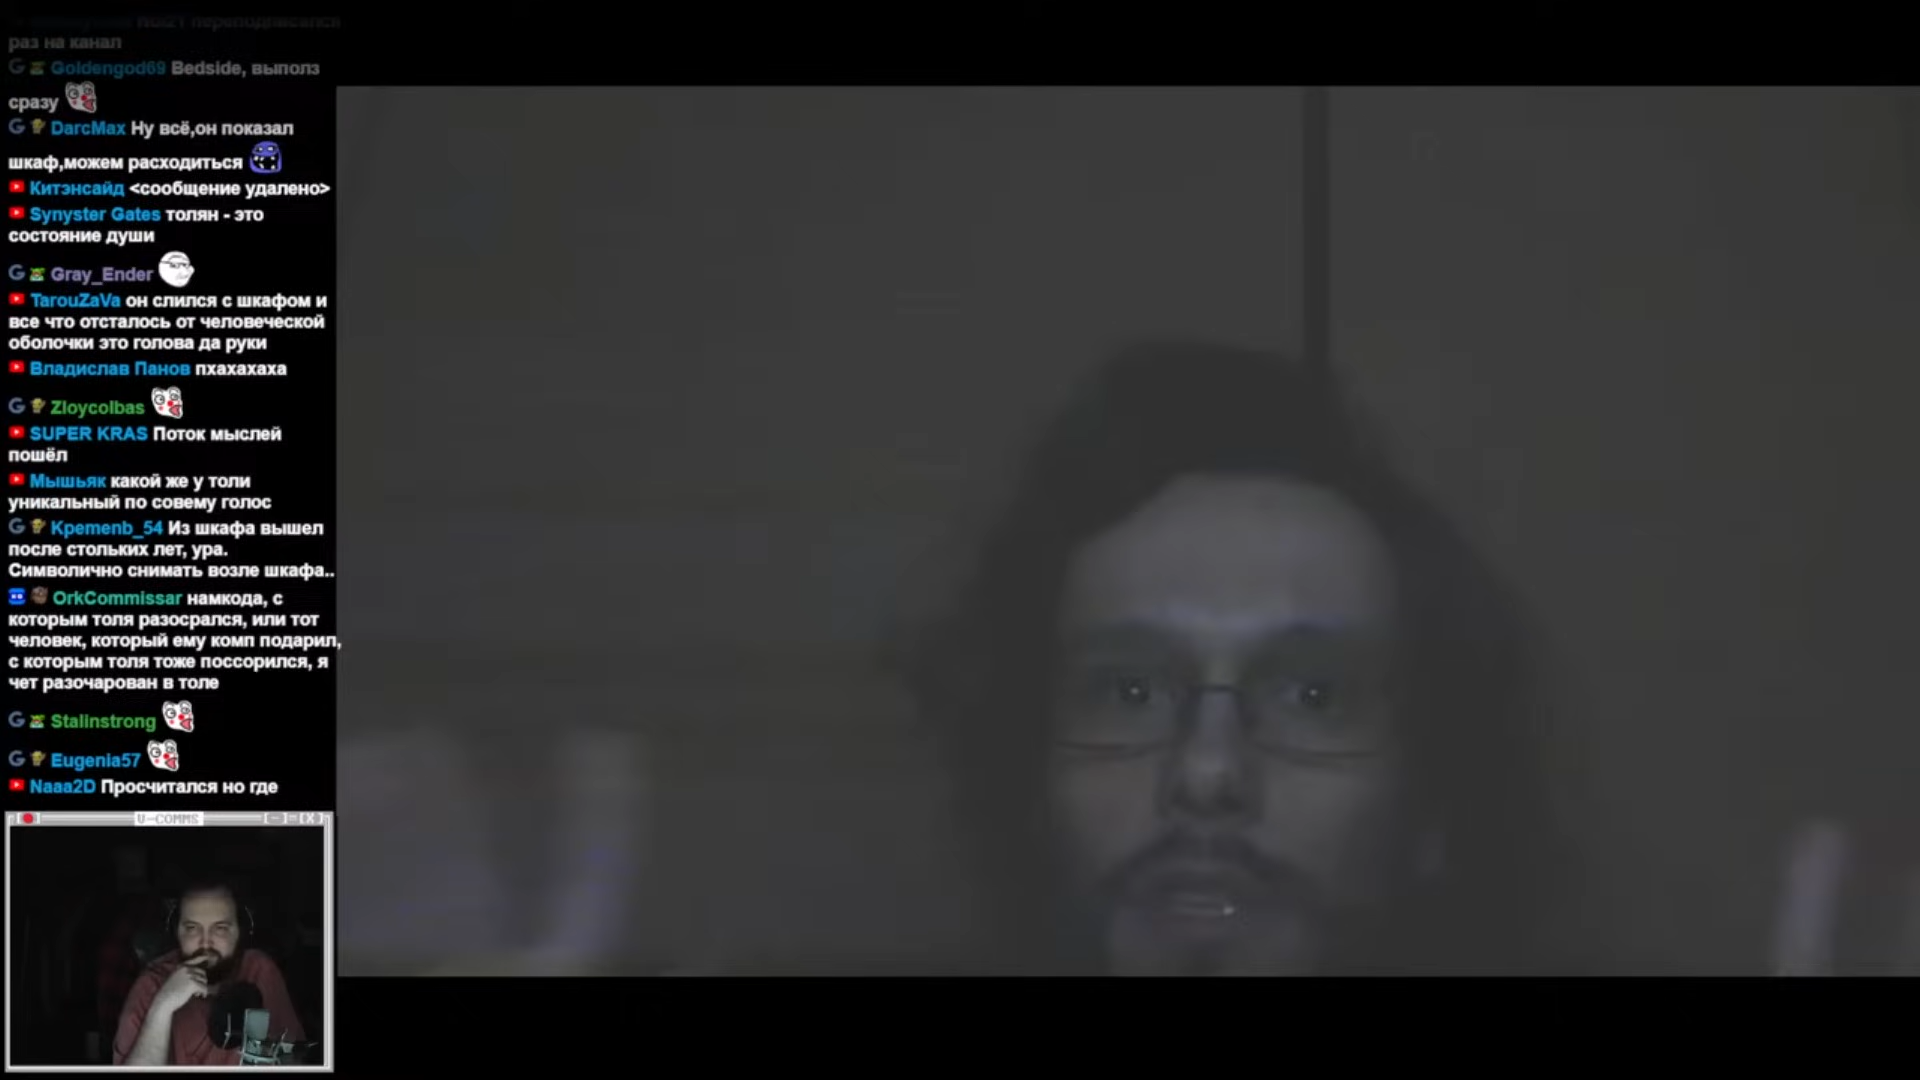 переподписался
раз на канал
Goldengod69 Bedside, выполз
сразу
DarcMax Ну всё,он показал
шкаф,можем расходиться
Китэнсайд <сообщение удалено>
Synyster Gates толян - это
состояние души
Gray_Ender
TarouZaVa он слился с шкафом и
все что отсталось от человеческой
оболочки это голова да руки
Владислав Панов пхахахаха
Zloycolbas
SUPER KRAS Поток мыслей
пошёл
Мышьяк какой же у толи
уникальный по совему голос
Kpemenb_54 Из шкафа вышел
после стольких лет, ура.
Символично снимать возле шкафа..
OrkCommissar намкода, с
которым толя разосрался, или тот
человек, который ему комп подарил,
с которым толя тоже поссорился, я
чет разочарован в толе
Stalinstrong
Eugenia57
Naaa2D Просчитался но где
U-COMMS [-]=[X]